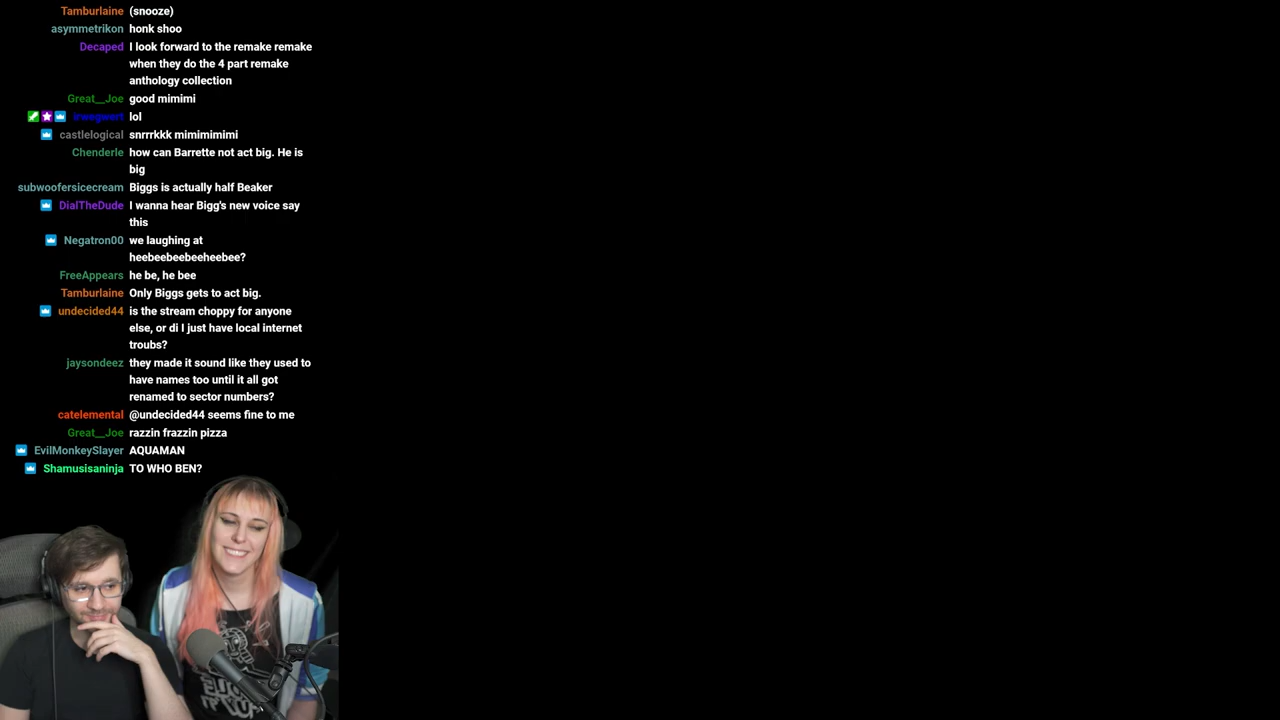 Tamburlaine (snooze)
asymmetrikon honk shoo
Decaped I look forward to the remake remake
when they do the 4 part remake
anthology collection
Great__Joe good mimimi
irwegwert lol
castlelogical snrrrkkk mimimimimi
Chenderle how can Barrette not act big. He is
big
subwoofersicecream Biggs is actually half Beaker
DialTheDude I wanna hear Bigg's new voice say
this
Negatron00 we laughing at
heebeebeebeeheebee?
FreeAppears he be, he bee
Tamburlaine Only Biggs gets to act big.
undecided44 is the stream choppy for anyone
else, or di I just have local internet
troubs?
jaysondeez they made it sound like they used to
have names too until it all got
renamed to sector numbers?
catelemental @undecided44 seems fine to me
Great__Joe razzin frazzin pizza
EvilMonkeySlayer AQUAMAN
Shamusisaninja TO WHO BEN?